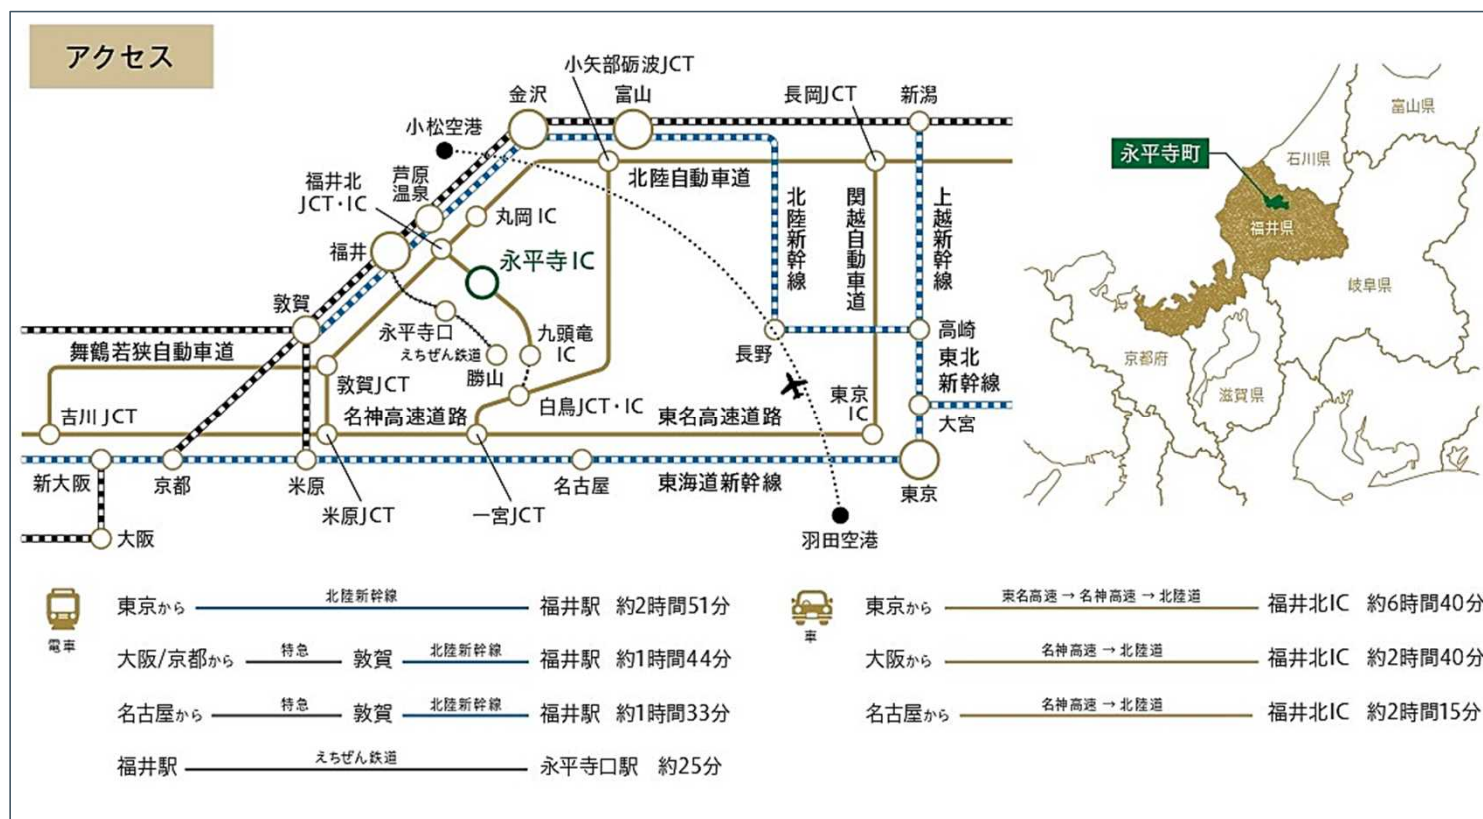 アクセス
小矢部砺波JCT
金沢
富山
長岡JCT
新潟
小松空港
芦原
温泉
福井北
JCT・IC
丸岡 IC
北陸自動車道
北陸新幹線
関越自動車道
上越新幹線
福井
永平寺 IC
敦賀
永平寺口
えちぜん鉄道
勝山
九頭竜
IC
長野
高崎
東北
新幹線
舞鶴若狭自動車道
敦賀JCT
白鳥JCT・IC
東京
IC
大宮
吉川 JCT
名神高速道路
東名高速道路
新大阪
京都
米原
名古屋
東海道新幹線
東京
米原JCT
一宮JCT
羽田空港
大阪
富山県
石川県
永平寺町
福井県
岐阜県
京都府
滋賀県
電車
東京から 北陸新幹線 福井駅 約2時間51分
大阪/京都から 特急 敦賀 北陸新幹線 福井駅 約1時間44分
名古屋から 特急 敦賀 北陸新幹線 福井駅 約1時間33分
福井駅 えちぜん鉄道 永平寺口駅 約25分
車
東京から 東名高速 → 名神高速 → 北陸道 福井北IC 約6時間40分
大阪から 名神高速 → 北陸道 福井北IC 約2時間40分
名古屋から 名神高速 → 北陸道 福井北IC 約2時間15分